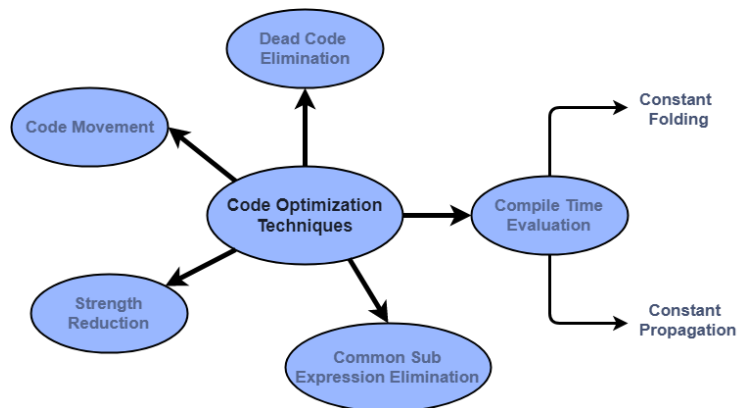 Dead Code
Elimination
Code Movement
Constant
Folding
Code Optimization
Techniques
Compile Time
Evaluation
Strength
Reduction
Constant
Propagation
Common Sub
Expression Elimination